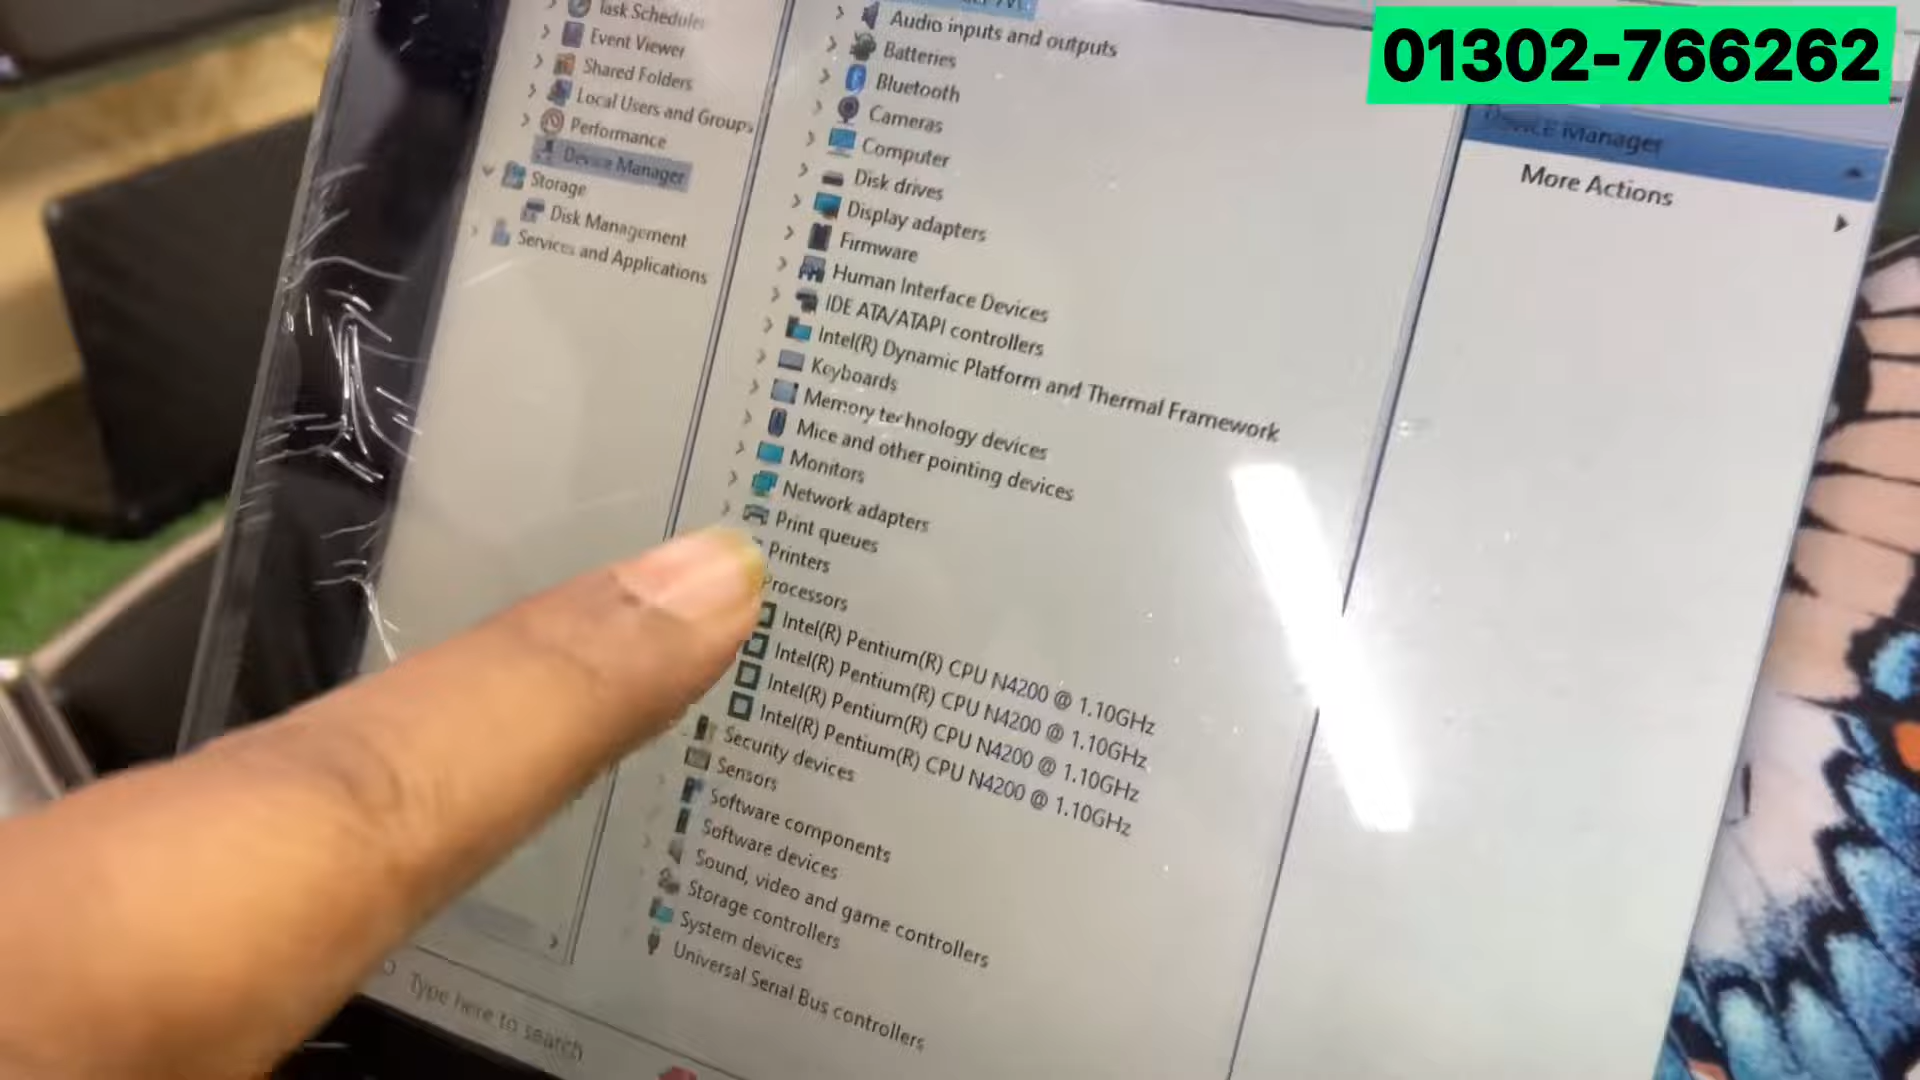 01302-766262
Task Scheduler
Event Viewer
Shared Folders
Local Users and Groups
Performance
Device Manager
Storage
Disk Management
Services and Applications
Audio inputs and outputs
Batteries
Bluetooth
Cameras
Computer
Disk drives
Display adapters
Firmware
Human Interface Devices
IDE ATA/ATAPI controllers
Intel(R) Dynamic Platform and Thermal Framework
Keyboards
Memory technology devices
Mice and other pointing devices
Monitors
Network adapters
Print queues
Printers
Processors
Intel(R) Pentium(R) CPU N4200 @ 1.10GHz
Intel(R) Pentium(R) CPU N4200 @ 1.10GHz
Intel(R) Pentium(R) CPU N4200 @ 1.10GHz
Intel(R) Pentium(R) CPU N4200 @ 1.10GHz
Security devices
Sensors
Software components
Software devices
Sound, video and game controllers
Storage controllers
System devices
Universal Serial Bus controllers
Device Manager
More Actions
Type here to search